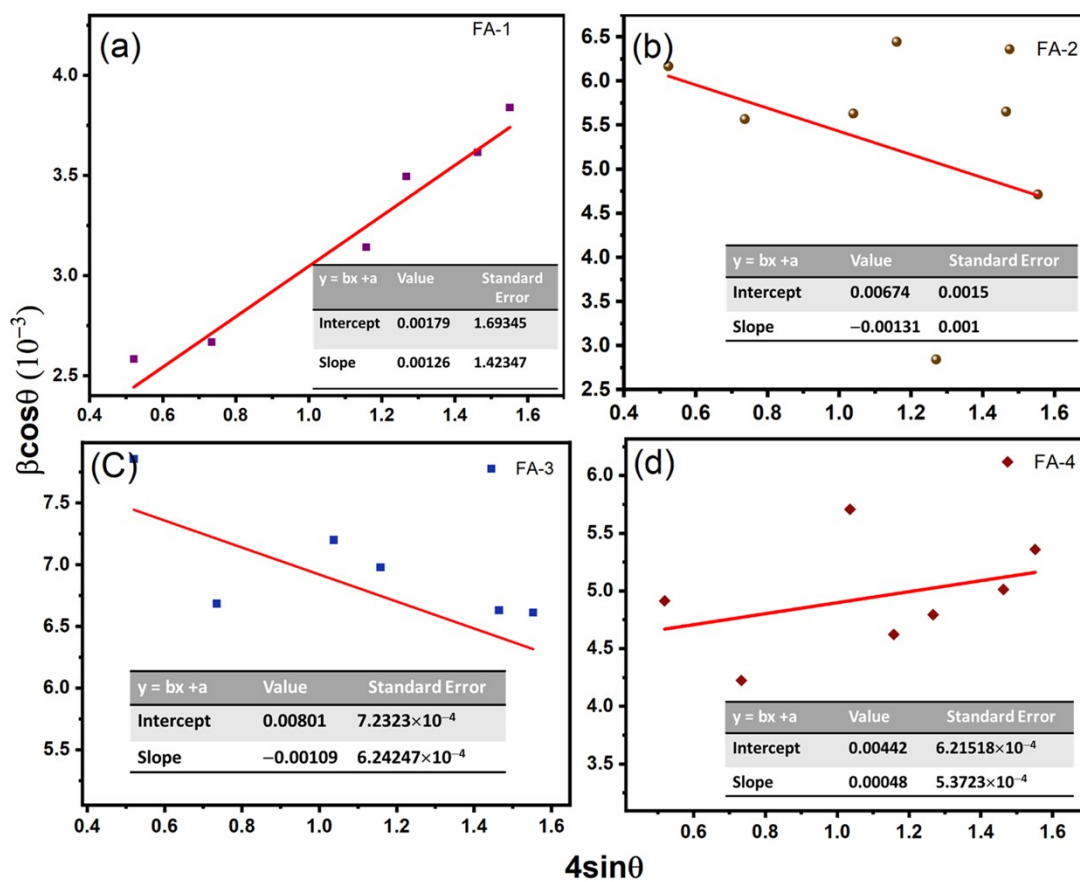 βcosθ (10⁻³)
(a)
FA-1
4.0
3.5
3.0
2.5
y = bx +a Value Standard
Error
Intercept 0.00179 1.69345
Slope 0.00126 1.42347
0.4 0.6 0.8 1.0 1.2 1.4 1.6
(b)
FA-2
6.5
6.0
5.5
5.0
4.5
4.0
3.5
3.0
2.5
y = bx +a Value Standard Error
Intercept 0.00674 0.0015
Slope −0.00131 0.001
0.4 0.6 0.8 1.0 1.2 1.4 1.6
(C)
FA-3
7.5
7.0
6.5
6.0
5.5
y = bx +a Value Standard Error
Intercept 0.00801 7.2323×10⁻⁴
Slope −0.00109 6.24247×10⁻⁴
0.4 0.6 0.8 1.0 1.2 1.4 1.6
(d)
FA-4
6.0
5.5
5.0
4.5
4.0
3.5
y = bx +a Value Standard Error
Intercept 0.00442 6.21518×10⁻⁴
Slope 0.00048 5.3723×10⁻⁴
0.6 0.8 1.0 1.2 1.4 1.6
4sinθ